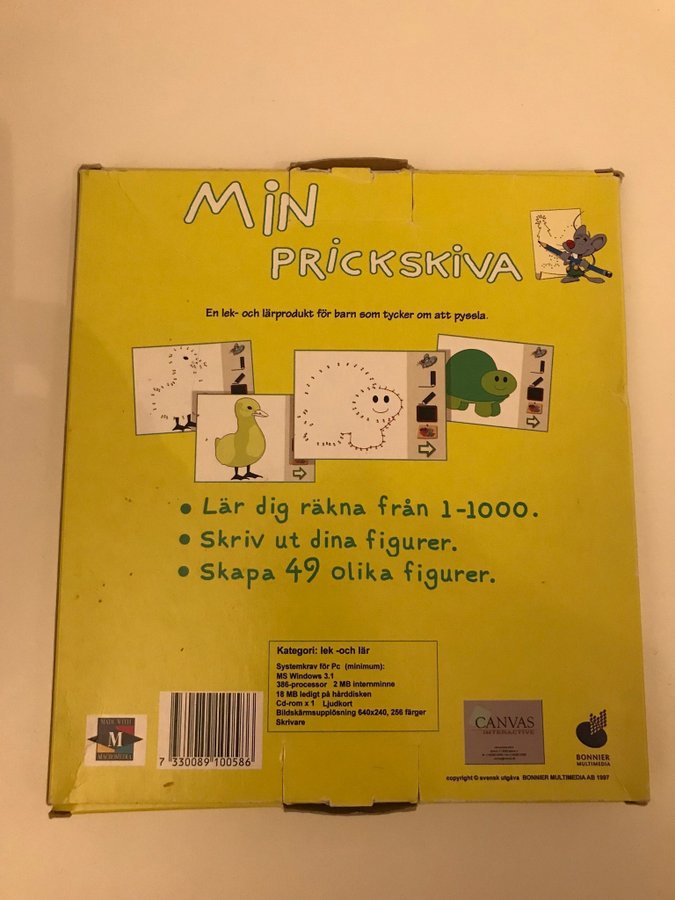 MIN
PRICKSKIVA
En lek- och lärprodukt för barn som tycker om att pyssla.
• Lär dig räkna från 1-1000.
• Skriv ut dina figurer.
• Skapa 49 olika figurer.
Kategori: lek -och lär
Systemkrav för Pc (minimum):
MS Windows 3.1
386-processor 2 MB internminne
18 MB ledigt på hårddisken
Cd-rom x 1 Ljudkort
Bildskärmsupplösning 640x240, 256 färger
Skrivare
MADE WITH
M
MACROMEDIA
7 330089 100586
CANVAS
INTERACTIVE
BONNIER
MULTIMEDIA
copyright © svensk utgåva BONNIER MULTIMEDIA AB 1997